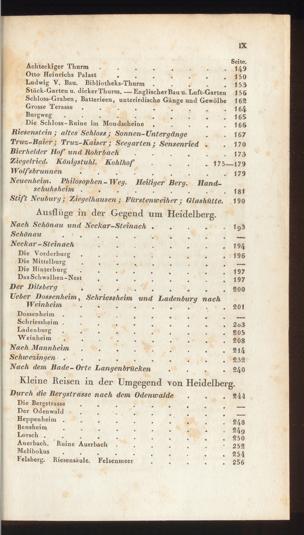 IX
Seite.
Achteckiger Thurm . . . . . . . 149
Otto Heinrichs Palast . . . . . . . 150
Ludwig V. Bau. Bibliotheks-Thurm . . . . . 153
Stück-Garten u. dicker Thurm. — Englischer Bau u. Luft-Garten 156
Schloss-Graben, Batterieen, unterirdische Gänge und Gewölbe 162
Grosse Terasse . . . . . . . 164
Burgweg . . . . . . . 165
Die Schloss-Ruine im Mondscheine . . . . . 166
Riesenstein; altes Schloss; Sonnen-Untergänge . . 167
Truz-Baier; Truz-Kaiser; Seegarten; Sensenried . . 170
Bierhelder Hof und Rohrbach . . . . . 173
Ziegelried. Königstuhl. Kohlhof . . . . 175—179
Wolfsbrunnen . . . . . . . 179
Neuenheim. Philosophen-Weg. Heiliger Berg. Hand-
schuhsheim . . . . . . . 181
Stift Neuburg; Ziegelhausen; Fürstenweiher; Glashütte. 190
Ausflüge in der Gegend um Heidelberg.
Nach Schönau und Neckar-Steinach . . . . 193
Schönau . . . . . . . —
Neckar-Steinach . . . . . . . 194
Die Vorderburg . . . . . . . 196
Die Mittelburg . . . . . . . —
Die Hinterburg . . . . . . . 197
Das Schwalben-Nest . . . . . . . 197
Der Dilsberg . . . . . . . 200
Ueber Dossenheim, Schriessheim und Ladenburg nach
Weinheim . . . . . . . 201
Dossenheim . . . . . . . —
Schriessheim . . . . . . . 203
Ladenburg . . . . . . . 205
Weinheim . . . . . . . 208
Nach Mannheim . . . . . . . 214
Schwezingen . . . . . . . 232
Nach dem Bade-Orte Langenbrücken . . . . 240
Kleine Reisen in der Umgegend von Heidelberg.
Durch die Bergstrasse nach dem Odenwalde . . . 244
Die Bergstrasse . . . . . . . —
Der Odenwald . . . . . . . —
Heppenheim . . . . . . . 248
Bensheim . . . . . . . 249
Lorsch . . . . . . . 250
Auerbach. Ruine Auerbach . . . . . 252
Melibokus . . . . . . . 254
Felsberg. Riesensäule. Felsenmeer . . . . 256